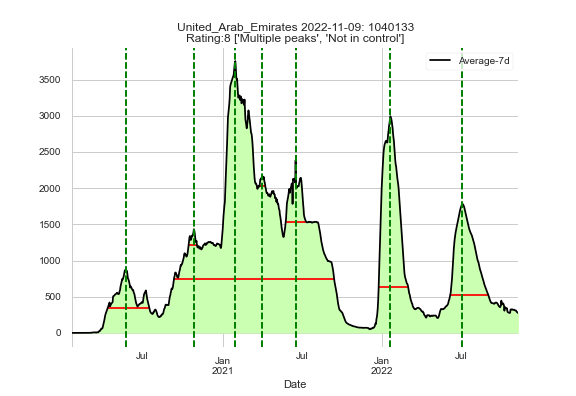 United_Arab_Emirates 2022-11-09: 1040133
Rating:8 ['Multiple peaks', 'Not in control']
Average-7d
3500
3000
2500
2000
1500
1000
500
0
Jul
Jan
2021
Jul
Jan
2022
Jul
Date